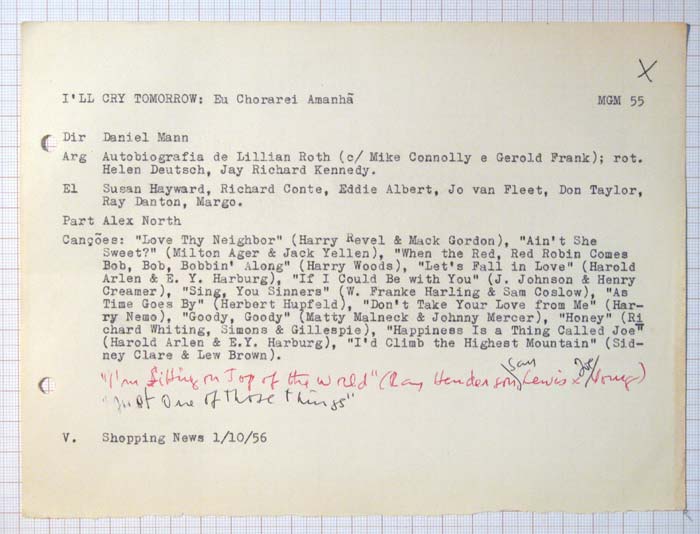 X
I'LL CRY TOMORROW: Eu Chorarei Amanhã MGM 55
Dir Daniel Mann
Arg Autobiografia de Lillian Roth (c/ Mike Connolly e Gerold Frank); rot.
Helen Deutsch, Jay Richard Kennedy.
El Susan Hayward, Richard Conte, Eddie Albert, Jo van Fleet, Don Taylor,
Ray Danton, Margo.
Part Alex North
Canções: "Love Thy Neighbor" (Harry Revel & Mack Gordon), "Ain't She
Sweet?" (Milton Ager & Jack Yellen), "When the Red, Red Robin Comes
Bob, Bob, Bobbin' Along" (Harry Woods), "Let's Fall in Love" (Harold
Arlen & E. Y. Harburg), "If I Could Be with You" (J. Johnson & Henry
Creamer), "Sing, You Sinners" (W. Franke Harling & Sam Coslow), "As
Time Goes By" (Herbert Hupfeld), "Don't Take Your Love from Me" (Har-
ry Nemo), "Goody, Goody" (Matty Malneck & Johnny Mercer), "Honey" (Ri
chard Whiting, Simons & Gillespie), "Happiness Is a Thing Called Joe"
(Harold Arlen & E.Y. Harburg), "I'd Climb the Highest Mountain" (Sid-
ney Clare & Lew Brown).
"I'm Sitting on Top of the World" (Ray Henderson, Sam Lewis & Joe Young)
"Just One of Those Things"
V. Shopping News 1/10/56